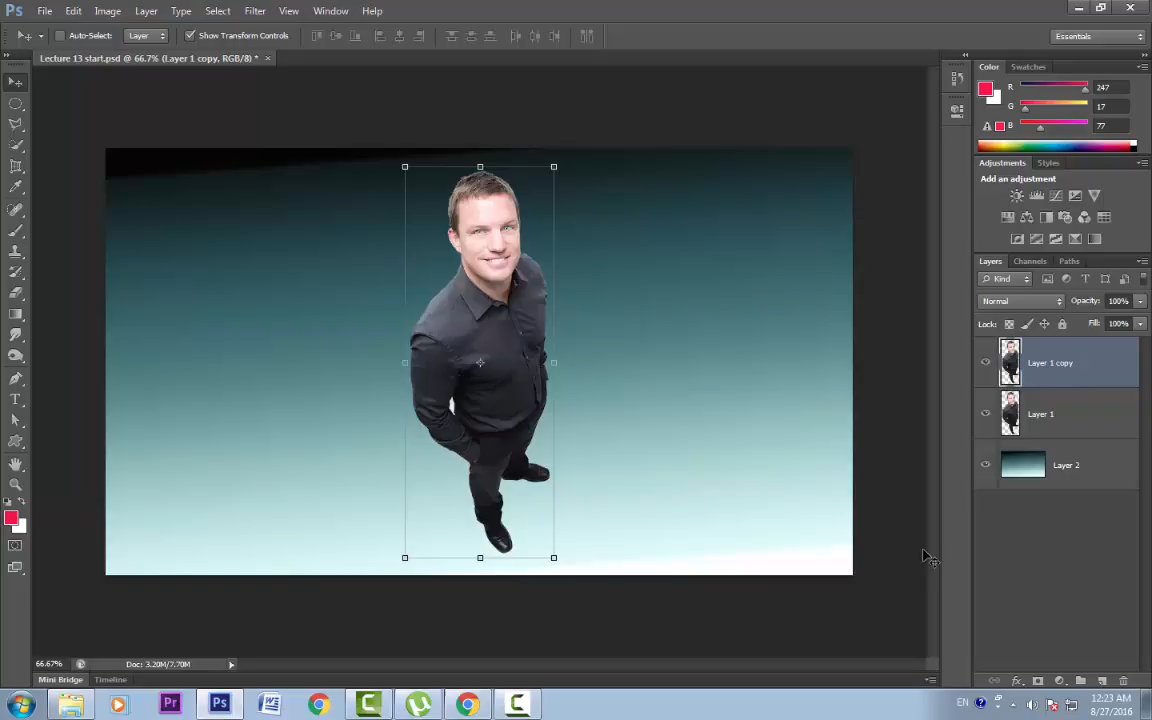 Ps File Edit Image Layer Type Select Filter View Window Help
Auto-Select: Layer Show Transform Controls Essentials
Lecture 13 start.psd @ 66.7% (Layer 1 copy, RGB/8) *
Color Swatches
R 247
G 17
B 77
Adjustments Styles
Add an adjustment
Layers Channels Paths
Kind
Normal Opacity: 100%
Lock: Fill: 100%
Layer 1 copy
Layer 1
Layer 2
66.67% Doc: 3.20M/7.70M
Mini Bridge Timeline
Pr Ps
EN 12:23 AM
8/27/2016